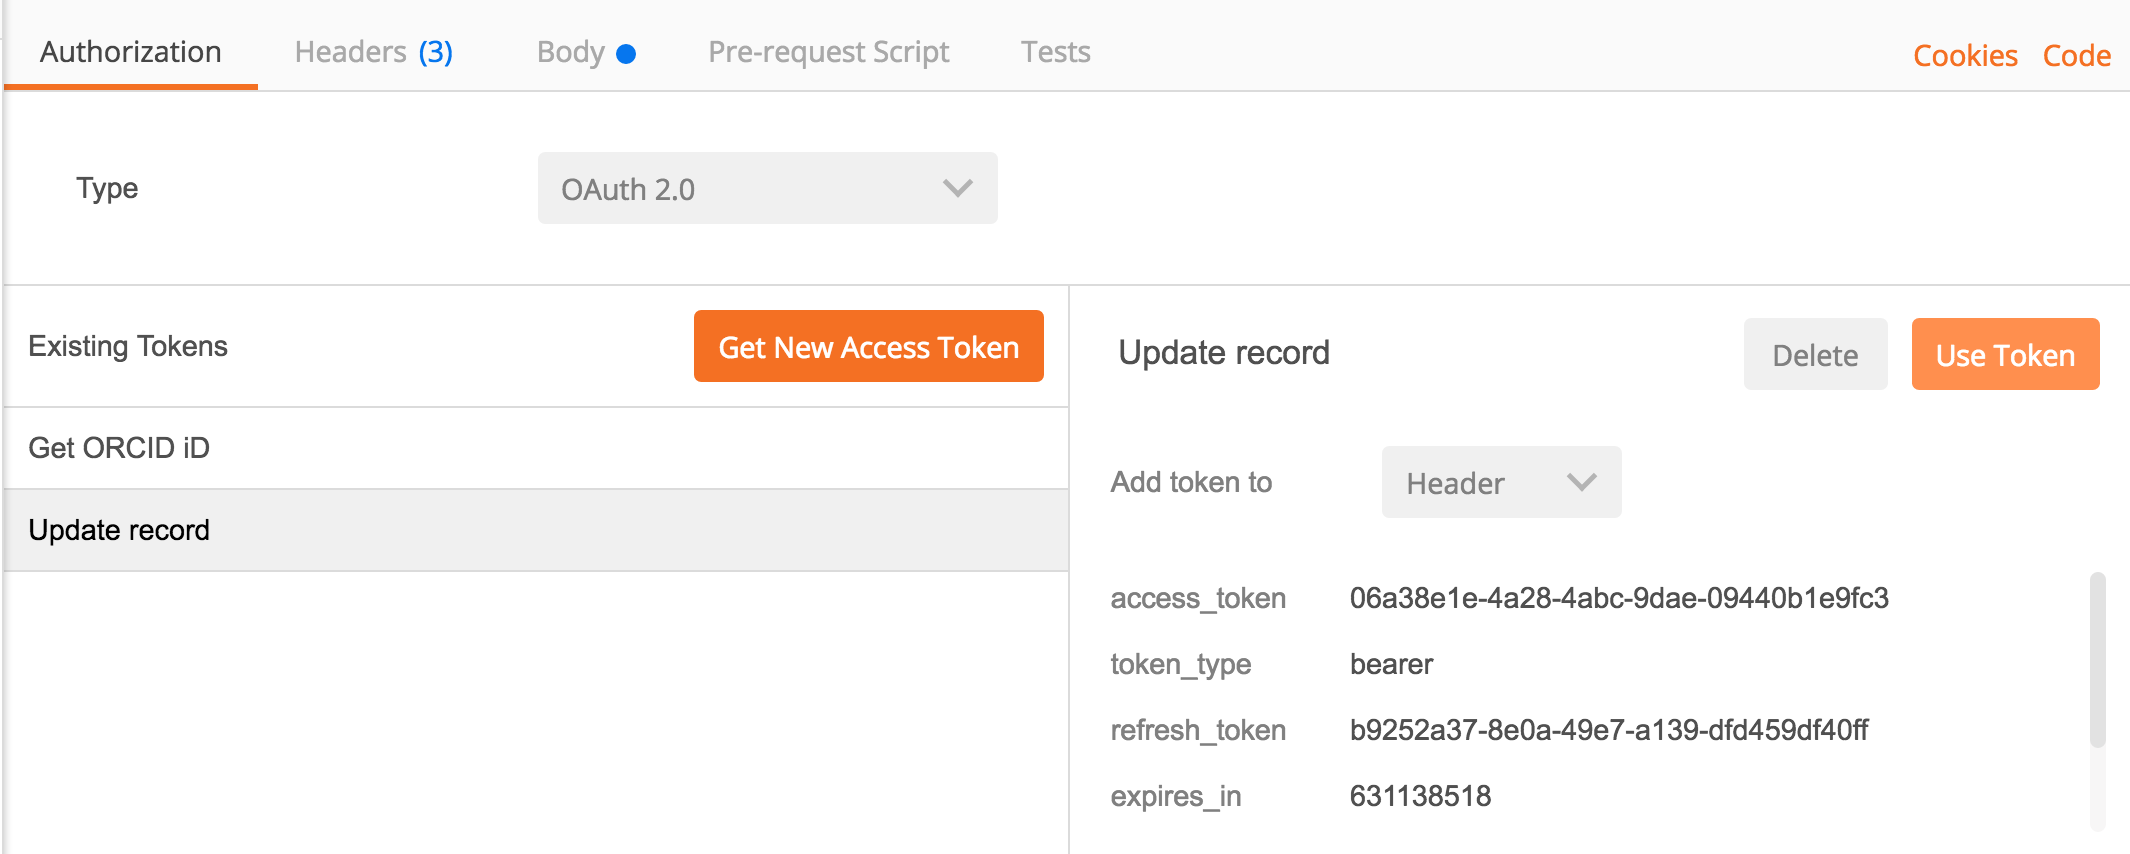 Authorization Headers (3) Body Pre-request Script Tests Cookies Code
Type OAuth 2.0
Existing Tokens Get New Access Token
Get ORCID iD
Update record
Update record Delete Use Token
Add token to Header
access_token 06a38e1e-4a28-4abc-9dae-09440b1e9fc3
token_type bearer
refresh_token b9252a37-8e0a-49e7-a139-dfd459df40ff
expires_in 631138518